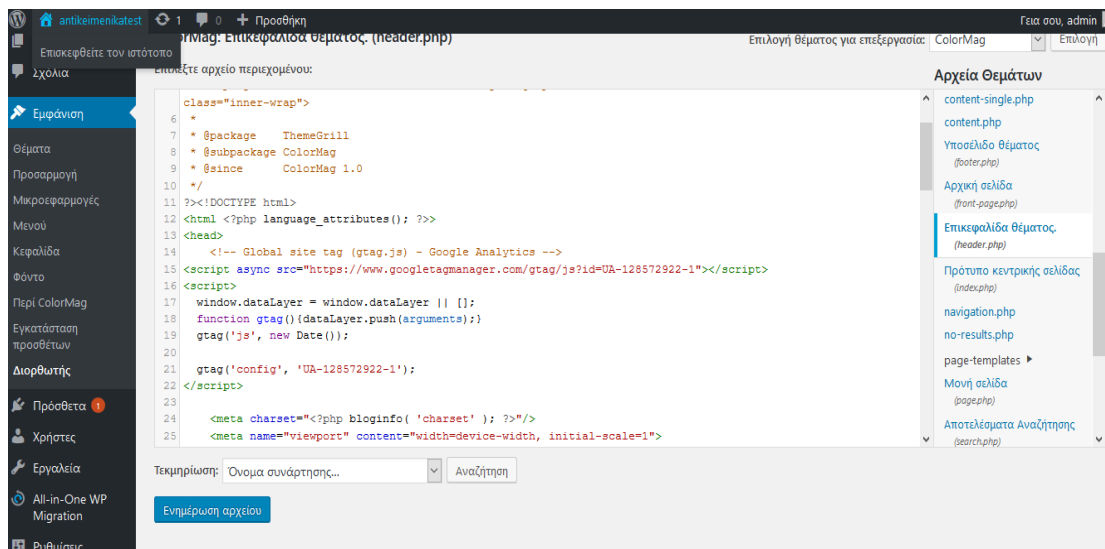 antikeimenikatest 1 0 + Προσθήκη Γεια σου, admin
Επισκεφθείτε τον ιστότοπο
ColorMag: Επικεφαλίδα θέματος. (header.php)
Επιλογή θέματος για επεξεργασία: ColorMag Επιλογή
Σχόλια
Εμφάνιση
Θέματα
Προσαρμογή
Μικροεφαρμογές
Μενού
Κεφαλίδα
Φόντο
Περί ColorMag
Εγκατάσταση
προσθέτων
Διορθωτής
Πρόσθετα 1
Χρήστες
Εργαλεία
All-in-One WP
Migration
Ρυθμίσεις
Επιλέξτε αρχείο περιεχομένου:
class="inner-wrap">
6 *
7 * @package ThemeGrill
8 * @subpackage ColorMag
9 * @since ColorMag 1.0
10 */
11 ?><!DOCTYPE html>
12 <html <?php language_attributes(); ?>>
13 <head>
14 <!-- Global site tag (gtag.js) - Google Analytics -->
15 <script async src="https://www.googletagmanager.com/gtag/js?id=UA-128572922-1"></script>
16 <script>
17 window.dataLayer = window.dataLayer || [];
18 function gtag(){dataLayer.push(arguments);}
19 gtag('js', new Date());
20
21 gtag('config', 'UA-128572922-1');
22 </script>
23
24 <meta charset="<?php bloginfo( 'charset' ); ?>"/>
25 <meta name="viewport" content="width=device-width, initial-scale=1">
Τεκμηρίωση: Όνομα συνάρτησης... Αναζήτηση
Ενημέρωση αρχείου
Αρχεία Θεμάτων
content-single.php
content.php
Υποσέλιδο θέματος
(footer.php)
Αρχική σελίδα
(front-page.php)
Επικεφαλίδα θέματος.
(header.php)
Πρότυπο κεντρικής σελίδας
(index.php)
navigation.php
no-results.php
page-templates
Μονή σελίδα
(page.php)
Αποτελέσματα Αναζήτησης
(search.php)